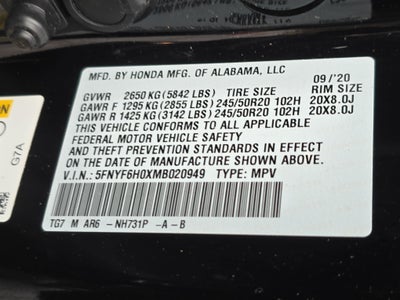 MFD. BY HONDA MFG. OF ALABAMA, LLC 09/'20
GVWR 2650 KG (5842 LBS) TIRE SIZE RIM SIZE
GAWR F 1295 KG (2855 LBS) 245/50R20 102H 20X8.0J
GAWR R 1425 KG (3142 LBS) 245/50R20 102H 20X8.0J
THIS VEHICLE CONFORMS TO ALL APPLICABLE
FEDERAL MOTOR VEHICLE SAFETY
AND THEFT PREVENTION STANDARDS IN EFFECT
ON THE DATE OF MANUFACTURE SHOWN ABOVE
V.I.N.: 5FNYF6H0XMB020949 TYPE: MPV
TG7 M AR6 -NH731P -A -B
G7A